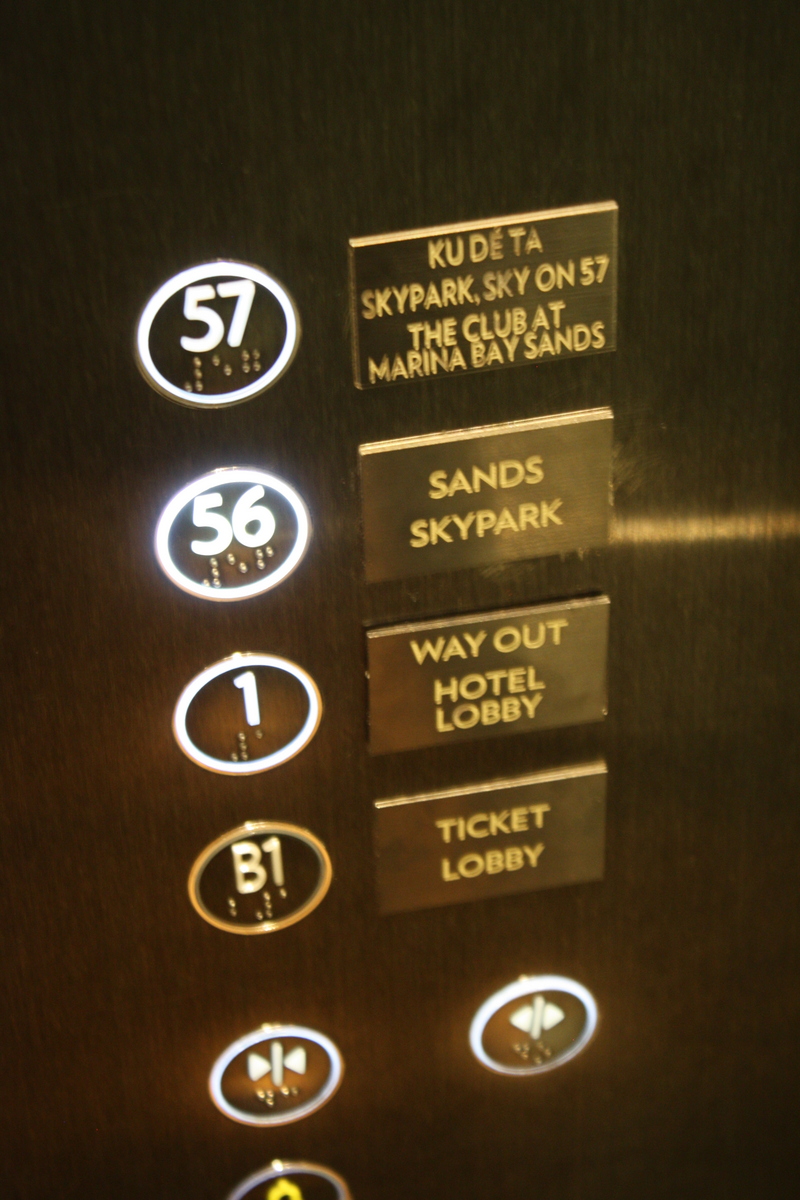 57
KU DÉ TA
SKYPARK, SKY ON 57
THE CLUB AT
MARINA BAY SANDS
56
SANDS
SKYPARK
1
WAY OUT
HOTEL
LOBBY
B1
TICKET
LOBBY